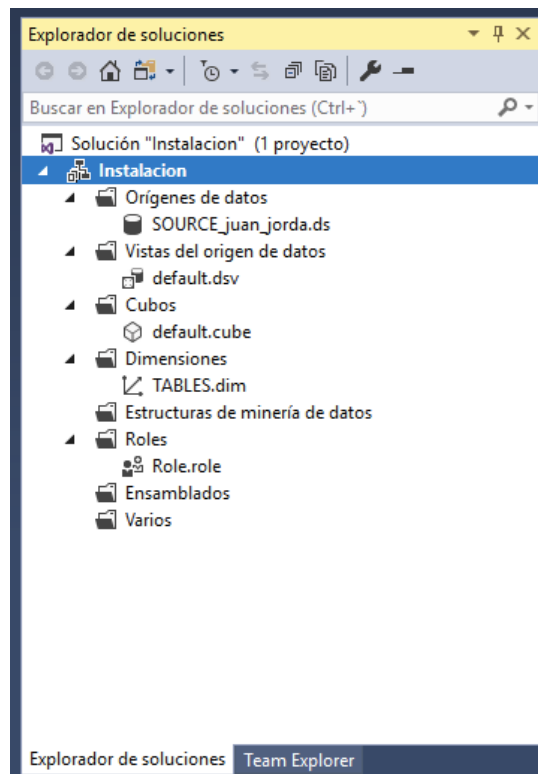 Explorador de soluciones
Buscar en Explorador de soluciones (Ctrl+`)
Solución "Instalacion" (1 proyecto)
Instalacion
Orígenes de datos
SOURCE_juan_jorda.ds
Vistas del origen de datos
default.dsv
Cubos
default.cube
Dimensiones
TABLES.dim
Estructuras de minería de datos
Roles
Role.role
Ensamblados
Varios
Explorador de soluciones Team Explorer